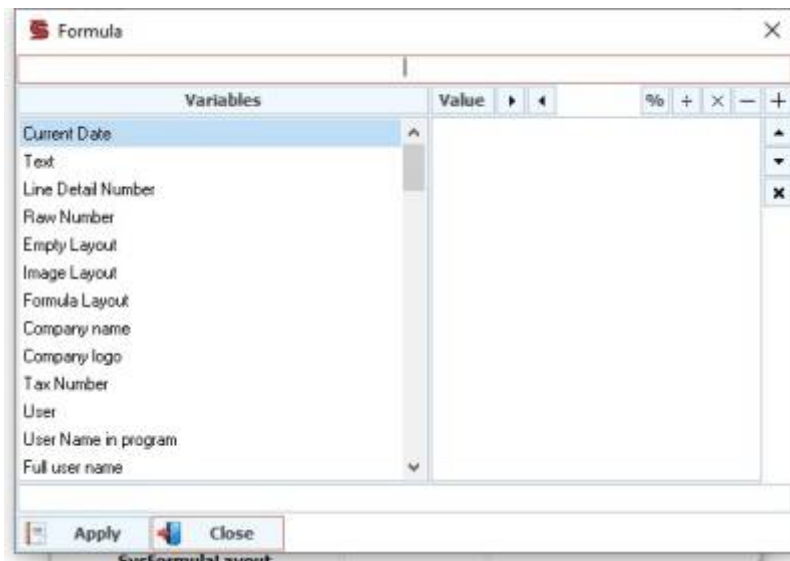 Formula
Variables
Value % ÷ × − +
Current Date
Text
Line Detail Number
Raw Number
Empty Layout
Image Layout
Formula Layout
Company name
Company logo
Tax Number
User
User Name in program
Full user name
Apply Close
SysFormulaLayout